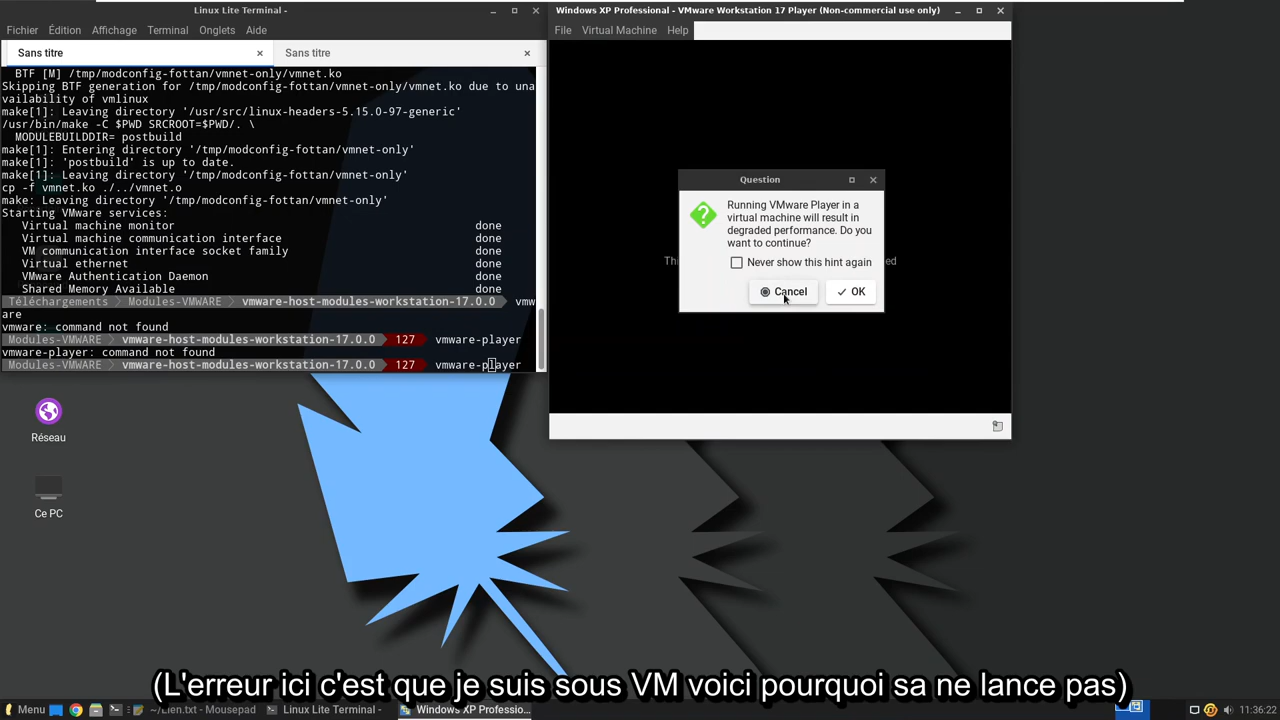 Linux Lite Terminal -
Fichier Édition Affichage Terminal Onglets Aide
Sans titre
Sans titre
BTF [M] /tmp/modconfig-fottan/vmnet-only/vmnet.ko
Skipping BTF generation for /tmp/modconfig-fottan/vmnet-only/vmnet.ko due to una
vailability of vmlinux
make[1]: Leaving directory '/usr/src/linux-headers-5.15.0-97-generic'
/usr/bin/make -C $PWD SRCROOT=$PWD/. \
MODULEBUILDDIR= postbuild
make[1]: Entering directory '/tmp/modconfig-fottan/vmnet-only'
make[1]: 'postbuild' is up to date.
make[1]: Leaving directory '/tmp/modconfig-fottan/vmnet-only'
cp -f vmnet.ko ./../vmnet.o
make: Leaving directory '/tmp/modconfig-fottan/vmnet-only'
Starting VMware services:
Virtual machine monitor done
Virtual machine communication interface done
VM communication interface socket family done
Virtual ethernet done
VMware Authentication Daemon done
Shared Memory Available done
Téléchargements Modules-VMWARE vmware-host-modules-workstation-17.0.0 vmw
are
vmware: command not found
Modules-VMWARE vmware-host-modules-workstation-17.0.0 127 vmware-player
vmware-player: command not found
Modules-VMWARE vmware-host-modules-workstation-17.0.0 127 vmware-player
Windows XP Professional - VMware Workstation 17 Player (Non-commercial use only)
File Virtual Machine Help
Question
Running VMware Player in a
virtual machine will result in
degraded performance. Do you
want to continue?
Never show this hint again
Cancel OK
Réseau
Ce PC
(L'erreur ici c'est que je suis sous VM voici pourquoi sa ne lance pas)
Menu
~/Lien.txt - Mousepad
Linux Lite Terminal -
Windows XP Professio...
11:36:22